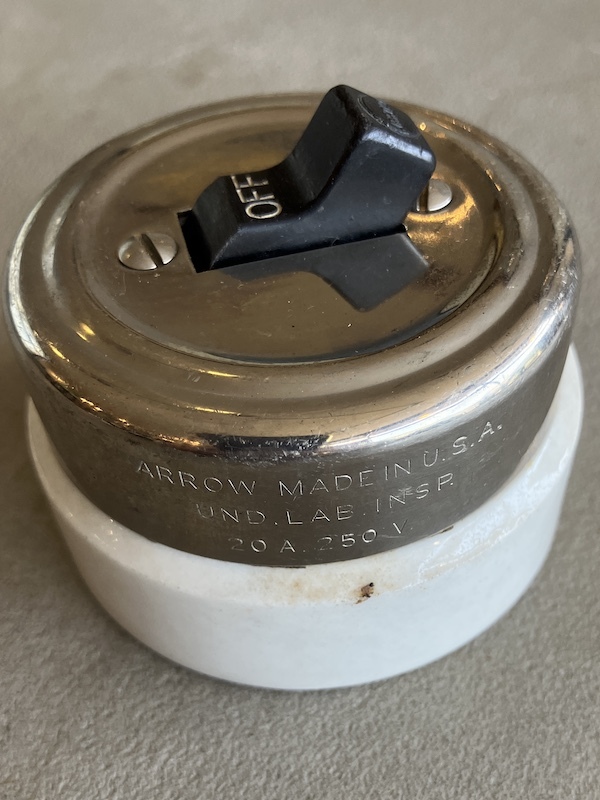 OFF
ARROW MADE IN U.S.A.
UND. LAB. INSP.
20 A. 250 V.